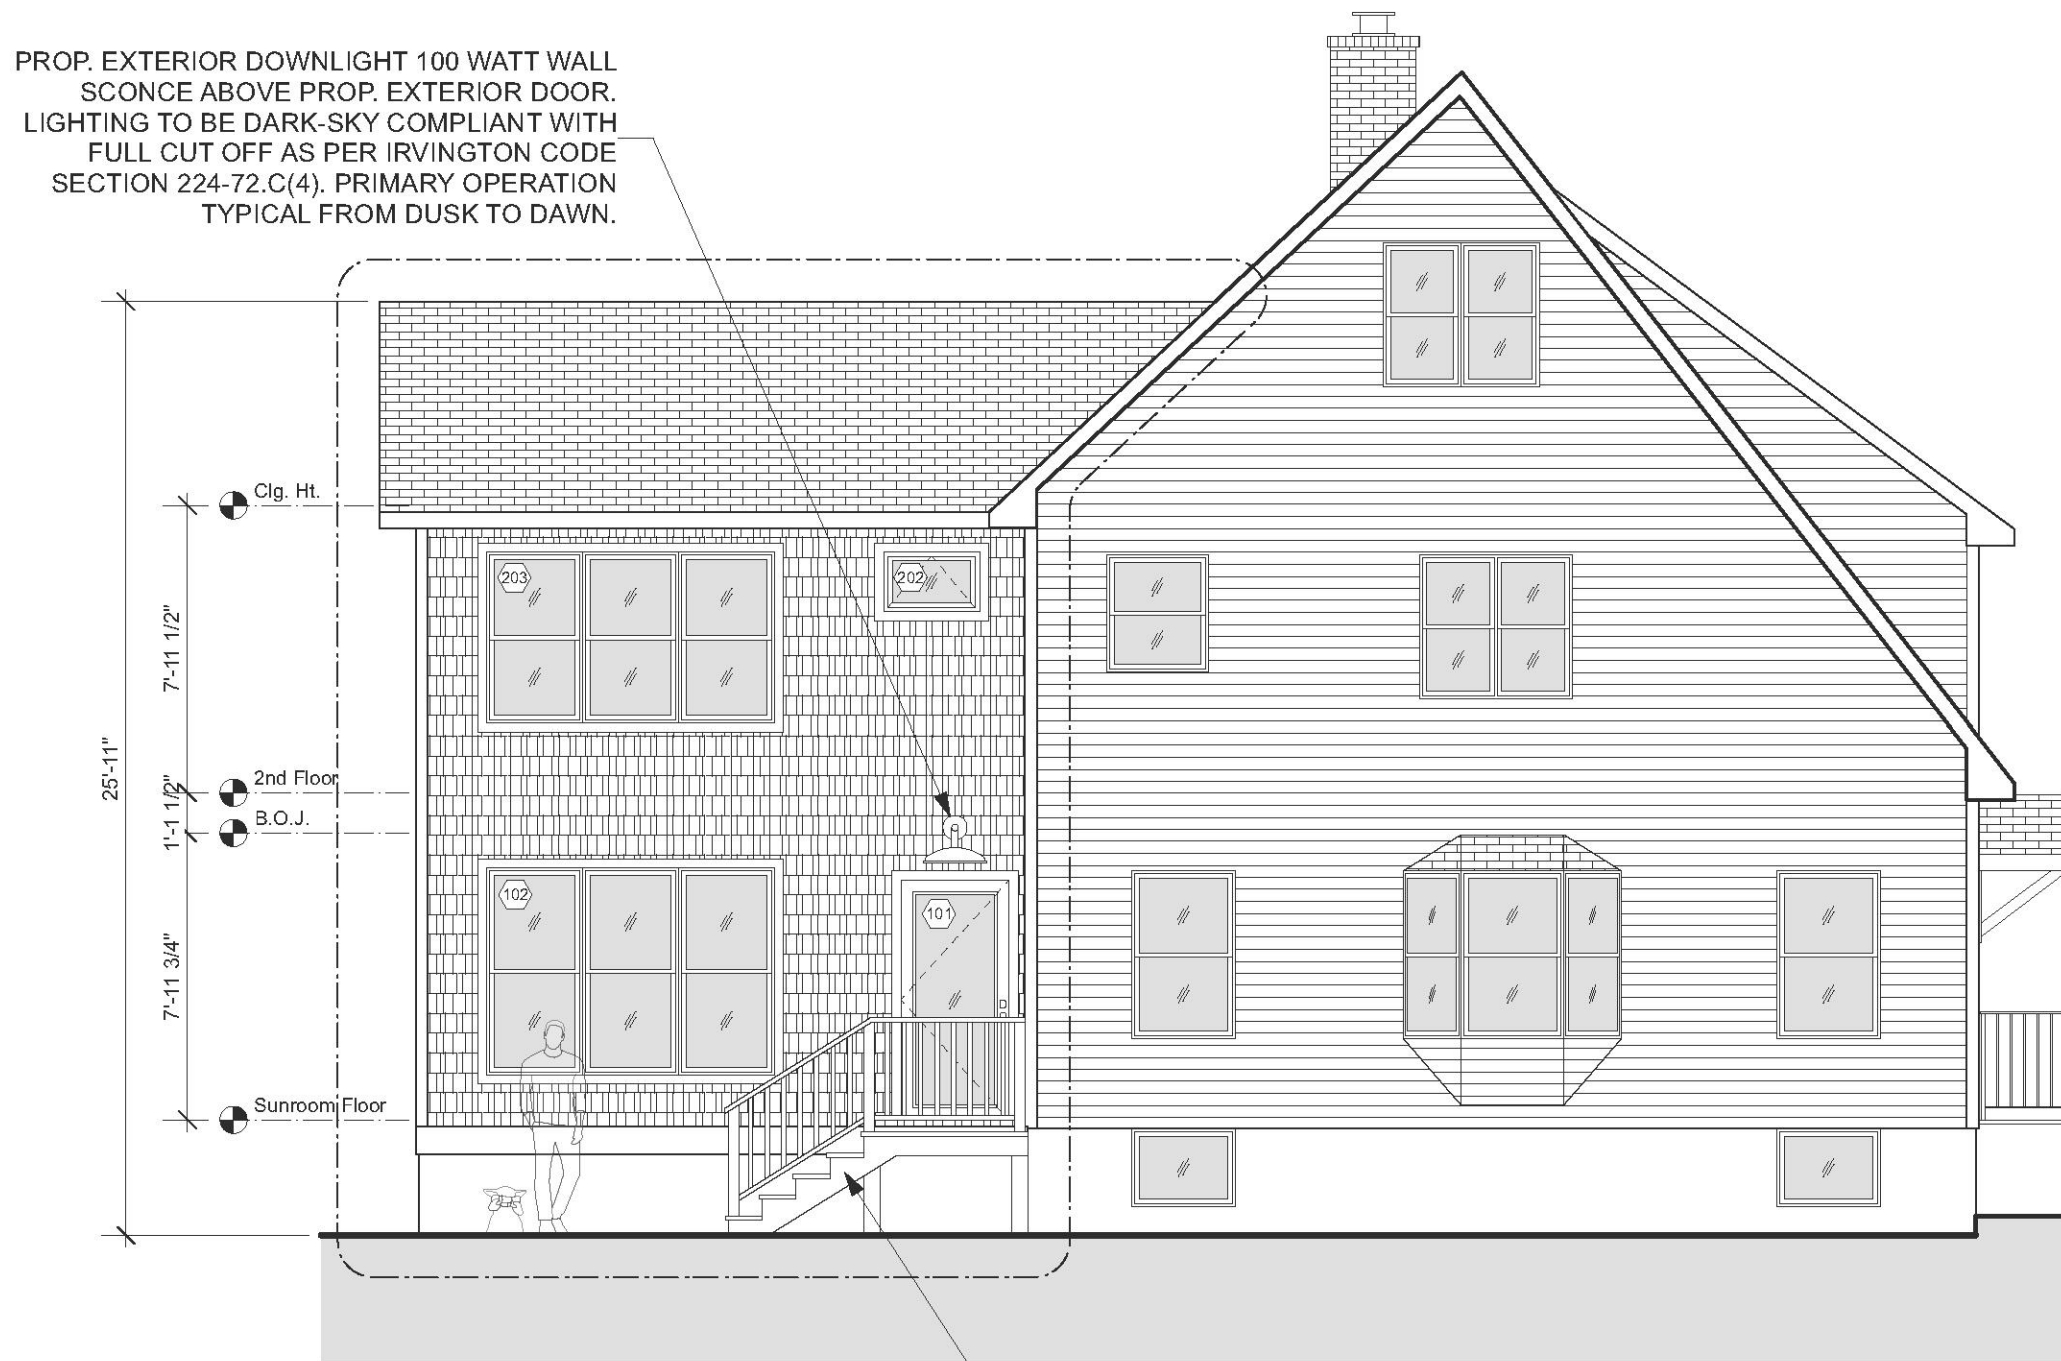 PROP. EXTERIOR DOWNLIGHT 100 WATT WALL
SCONCE ABOVE PROP. EXTERIOR DOOR.
LIGHTING TO BE DARK-SKY COMPLIANT WITH
FULL CUT OFF AS PER IRVINGTON CODE
SECTION 224-72.C(4). PRIMARY OPERATION
TYPICAL FROM DUSK TO DAWN.
Clg. Ht.
203
202
7'-11 1/2"
25'-11"
2nd Floor
1'-1 1/2"
B.O.J.
102
101
7'-11 3/4"
Sunroom Floor